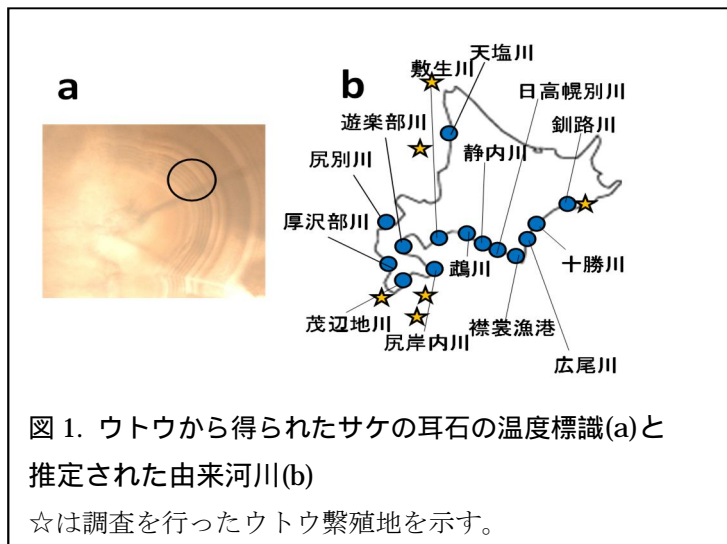 a
b
天塩川
敷生川
日高幌別川
遊楽部川
釧路川
静内川
尻別川
厚沢部川
鵡川
十勝川
茂辺地川
襟裳漁港
尻岸内川
広尾川
図 1. ウトウから得られたサケの耳石の温度標識(a)と
推定された由来河川(b)
☆は調査を行ったウトウ繫殖地を示す。